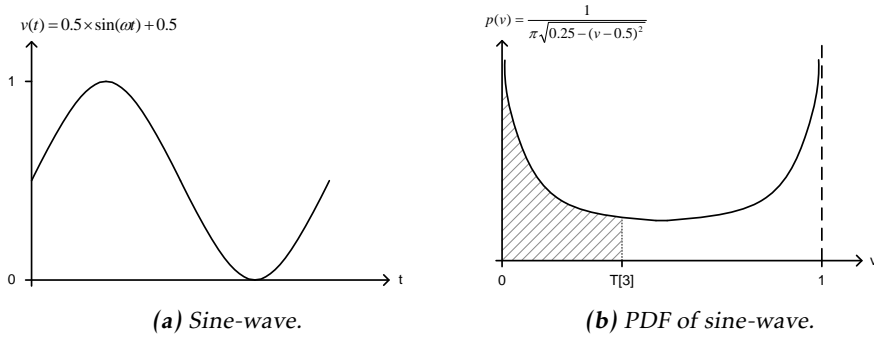 v(t) = 0.5×sin(ωt) + 0.5
1
0
t
(a) Sine-wave.
p(v) = 1 / π√0.25 − (v − 0.5)²
0
T[3]
1
v
(b) PDF of sine-wave.